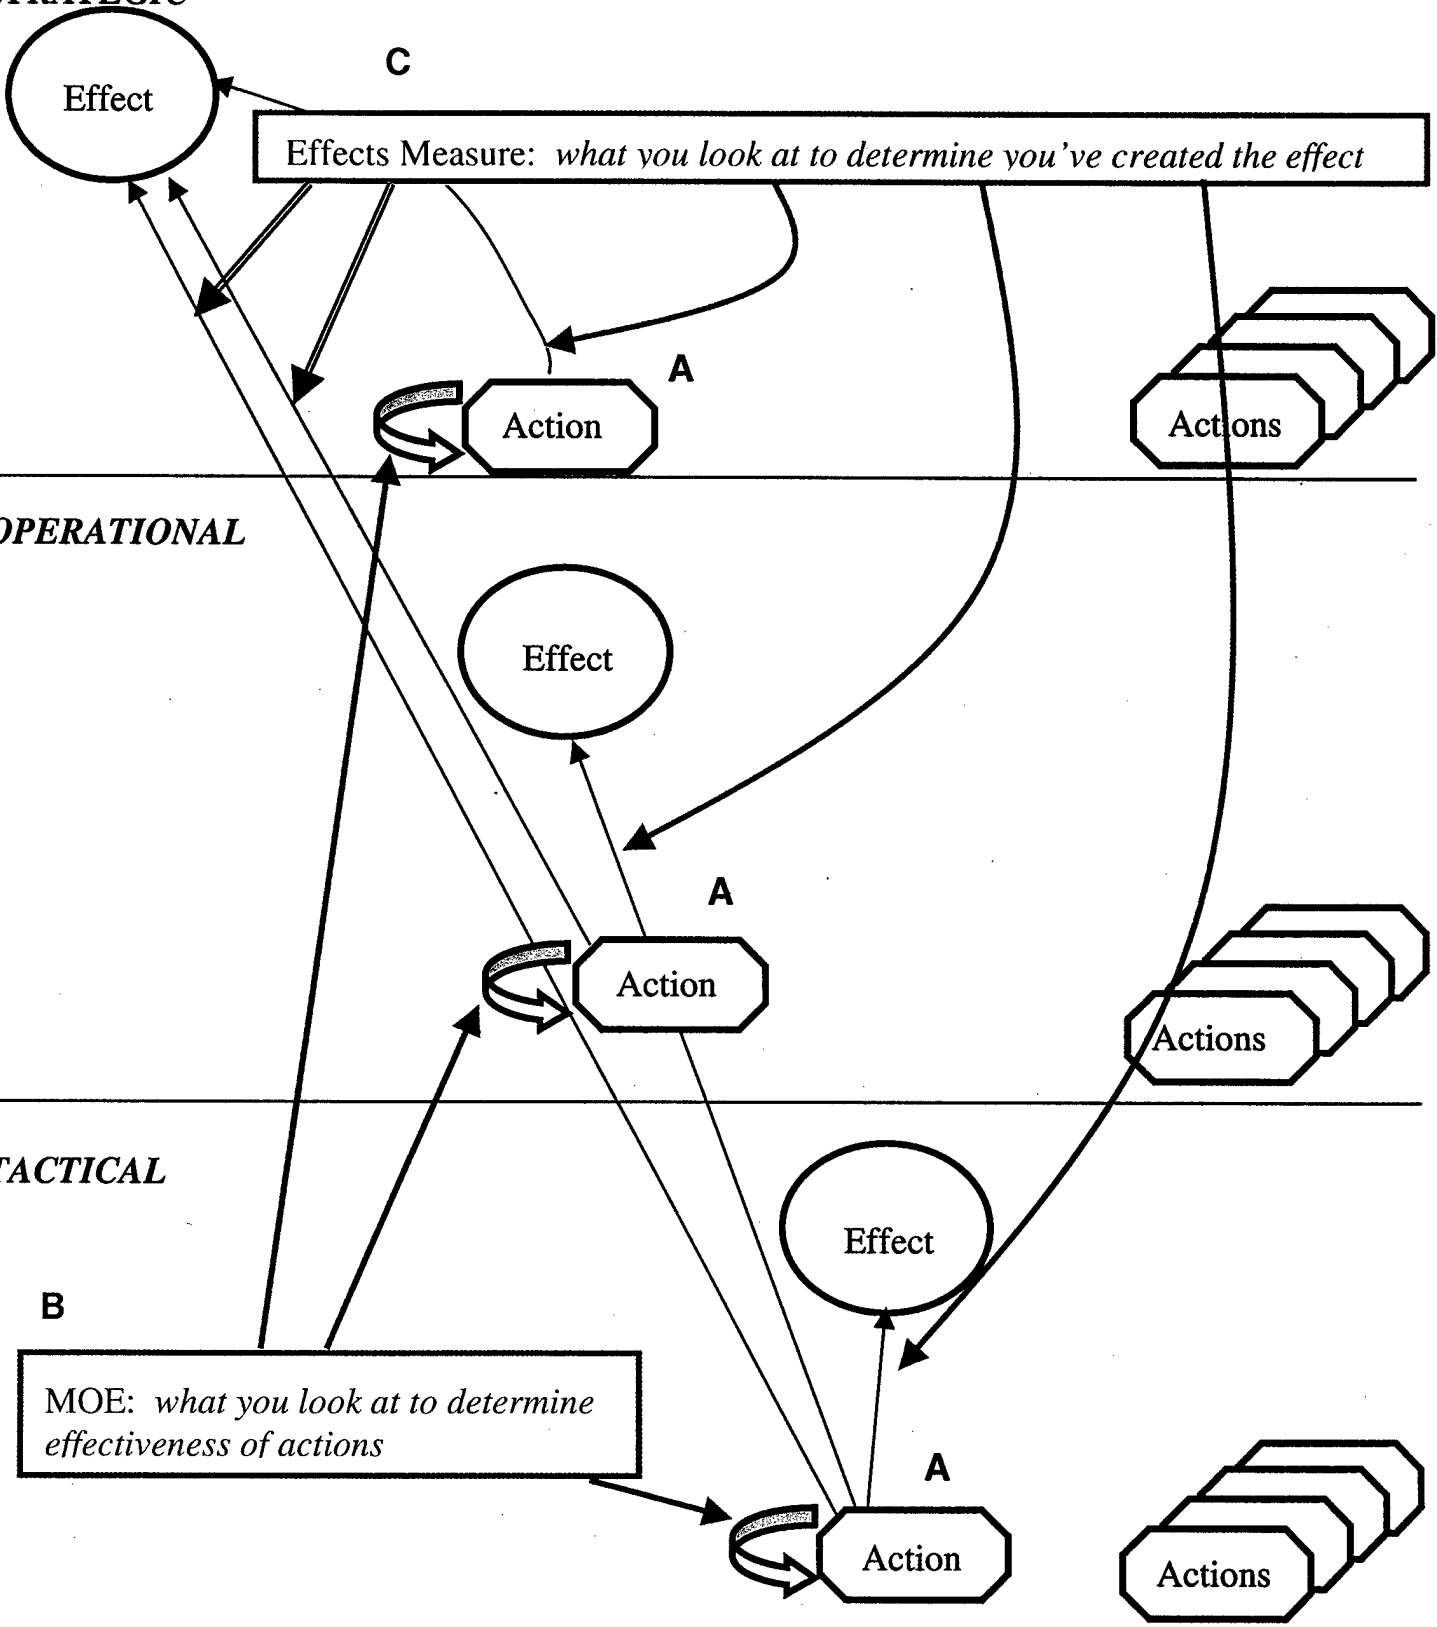 STRATEGIC
C
Effect
Effects Measure: what you look at to determine you've created the effect
A
Action
Actions
OPERATIONAL
Effect
A
Action
Actions
TACTICAL
Effect
B
MOE: what you look at to determine
effectiveness of actions
A
Action
Actions